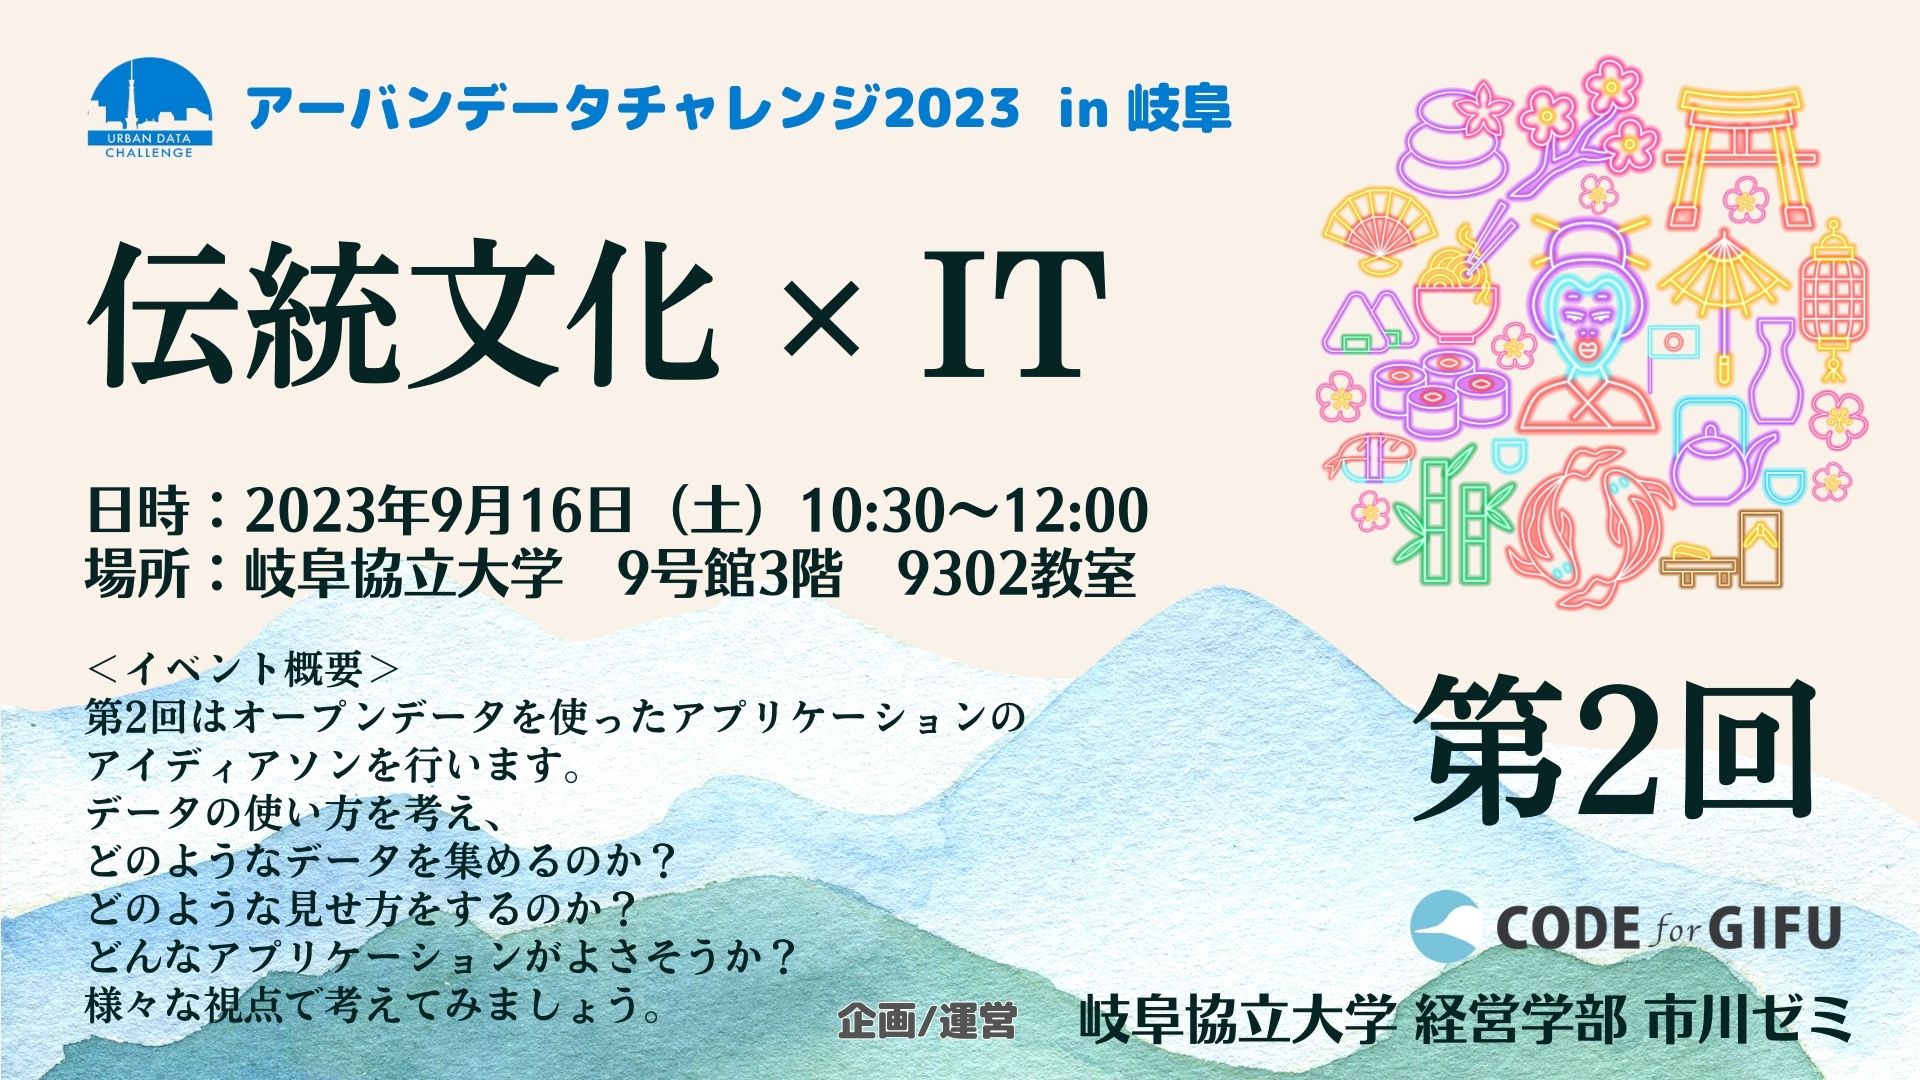 URBAN DATA
CHALLENGE
アーバンデータチャレンジ2023 in 岐阜
伝統文化 × IT
日時：2023年9月16日（土）10:30～12:00
場所：岐阜協立大学　9号館3階　9302教室
＜イベント概要＞
第2回はオープンデータを使ったアプリケーションの
アイディアソンを行います。
データの使い方を考え、
どのようなデータを集めるのか？
どのような見せ方をするのか？
どんなアプリケーションがよさそうか？
様々な視点で考えてみましょう。
第2回
CODE for GIFU
企画/運営　岐阜協立大学 経営学部 市川ゼミ